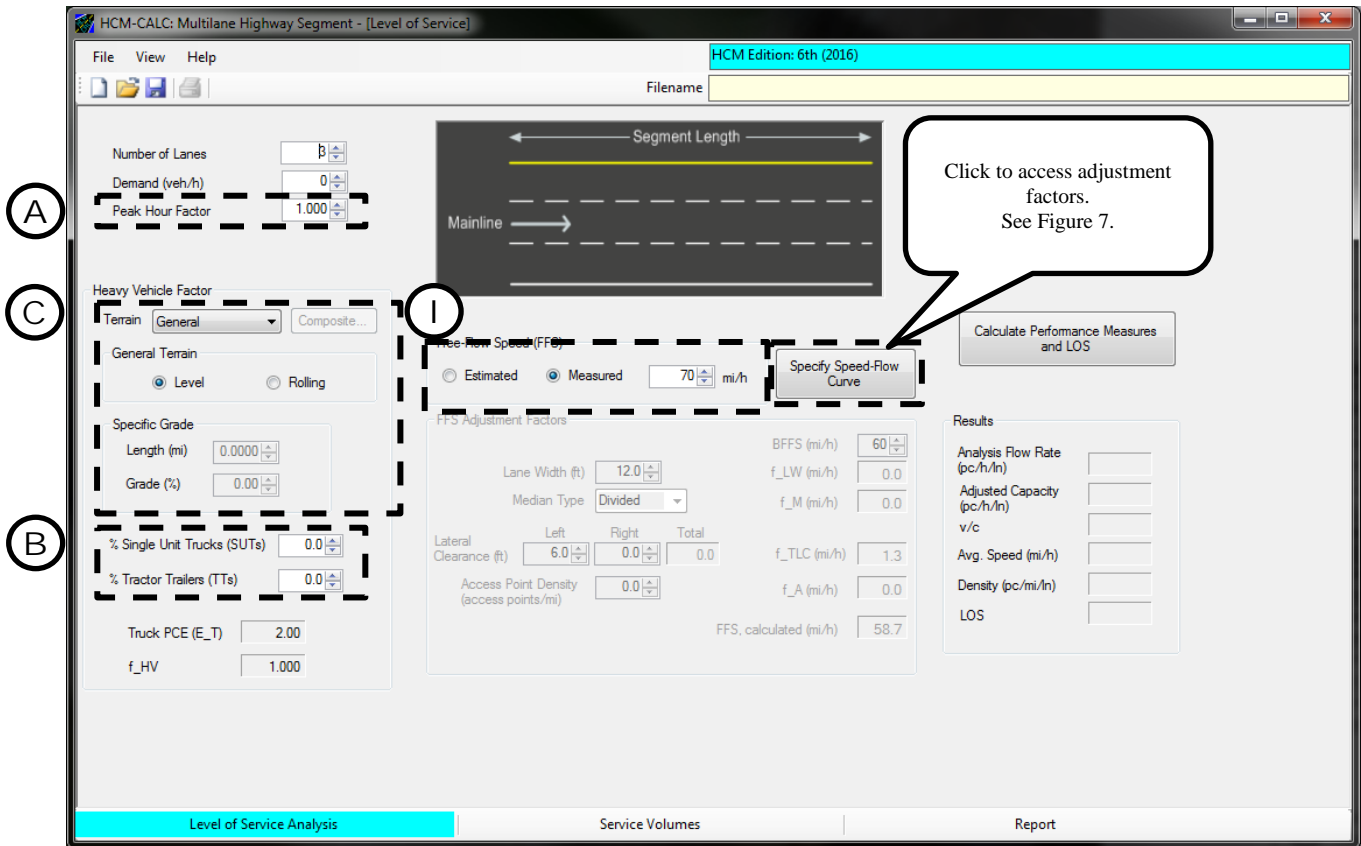 HCM-CALC: Multilane Highway Segment - [Level of Service]
File View Help
HCM Edition: 6th (2016)
Filename
Number of Lanes 3
Demand (veh/h) 0
A
Peak Hour Factor 1.000
Segment Length
Mainline
Click to access adjustment
factors.
See Figure 7.
Heavy Vehicle Factor
C
Terrain General Composite...
General Terrain
Level Rolling
Specific Grade
Length (mi) 0.0000
Grade (%) 0.00
B
% Single Unit Trucks (SUTs) 0.0
% Tractor Trailers (TTs) 0.0
Truck PCE (E_T) 2.00
f_HV 1.000
I
Free-Flow Speed (FFS)
Estimated Measured 70 mi/h
Specify Speed-Flow
Curve
Calculate Performance Measures
and LOS
FFS Adjustment Factors
BFFS (mi/h) 60
Lane Width (ft) 12.0 f_LW (mi/h) 0.0
Median Type Divided f_M (mi/h) 0.0
Left Right Total
Lateral
Clearance (ft) 6.0 0.0 0.0 f_TLC (mi/h) 1.3
Access Point Density
(access points/mi) 0.0 f_A (mi/h) 0.0
FFS, calculated (mi/h) 58.7
Results
Analysis Flow Rate
(pc/h/ln)
Adjusted Capacity
(pc/h/ln)
v/c
Avg. Speed (mi/h)
Density (pc/mi/ln)
LOS
Level of Service Analysis Service Volumes Report